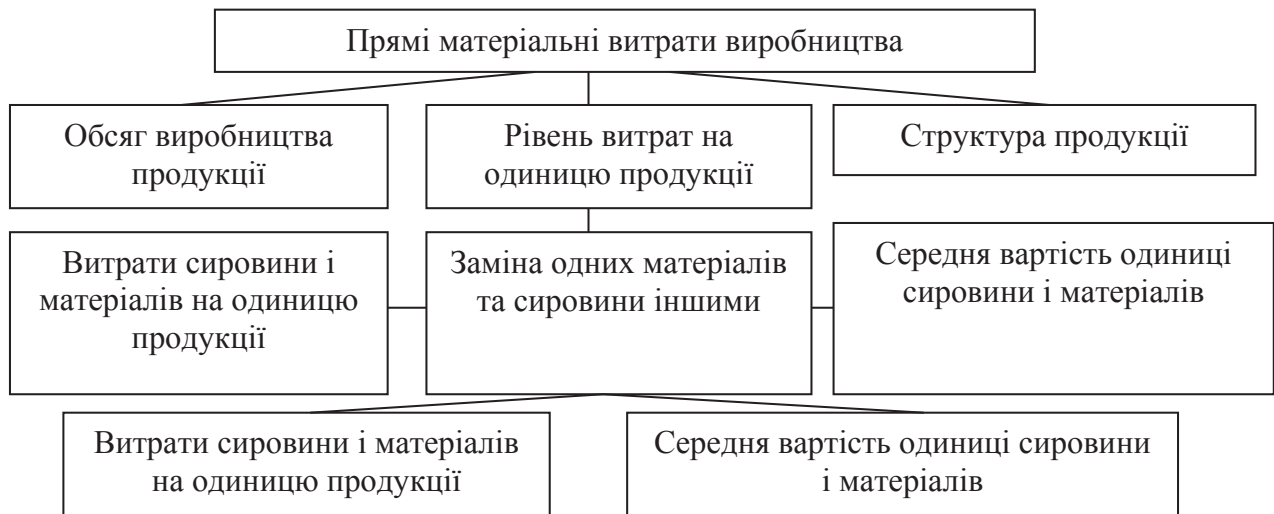 Прямі матеріальні витрати виробництва
Обсяг виробництва
продукції
Рівень витрат на
одиницю продукції
Структура продукції
Витрати сировини і
матеріалів на одиницю
продукції
Заміна одних матеріалів
та сировини іншими
Середня вартість одиниці
сировини і матеріалів
Витрати сировини і матеріалів
на одиницю продукції
Середня вартість одиниці сировини
і матеріалів